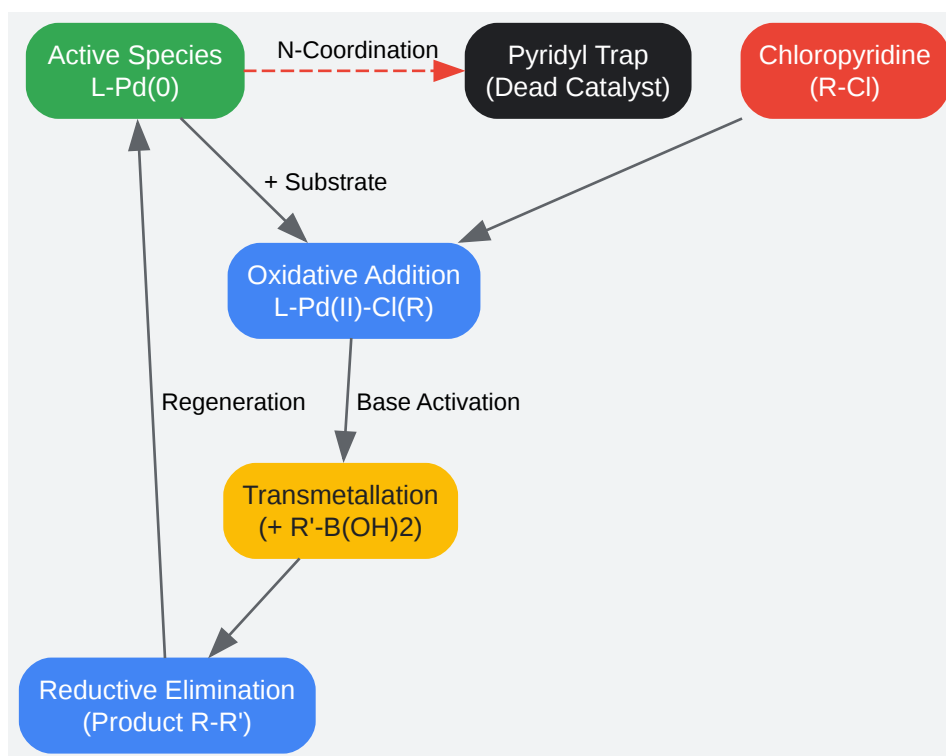 Active Species
L-Pd(0)
N-Coordination
Pyridyl Trap
(Dead Catalyst)
Chloropyridine
(R-Cl)
+ Substrate
Oxidative Addition
L-Pd(II)-Cl(R)
Regeneration
Base Activation
Transmetallation
(+ R'-B(OH)2)
Reductive Elimination
(Product R-R')